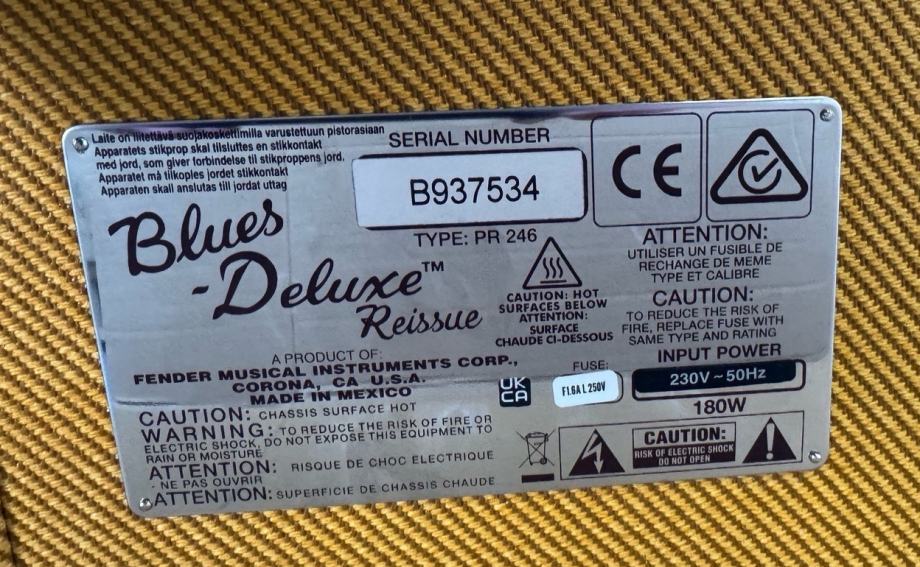 Laite on liitettävä suojakoskettimilla varustettuun pistorasiaan
Apparatets stikprop skal tilsluttes en stikkontakt
med jord, som giver forbindelse til stikproppens jord.
Apparatet må tilkoples jordet stikkontakt
Apparaten skall anslutas till jordat uttag
SERIAL NUMBER
B937534
TYPE: PR 246
CE
Blues
-Deluxe™
Reissue
CAUTION: HOT
SURFACES BELOW
ATTENTION:
SURFACE
CHAUDE CI-DESSOUS
ATTENTION:
UTILISER UN FUSIBLE DE
RECHANGE DE MEME
TYPE ET CALIBRE
CAUTION:
TO REDUCE THE RISK OF
FIRE, REPLACE FUSE WITH
SAME TYPE AND RATING
A PRODUCT OF:
FENDER MUSICAL INSTRUMENTS CORP.,
CORONA, CA U.S.A.
MADE IN MEXICO
UK
CA
FUSE:
F1.6A L 250V
INPUT POWER
230V ~ 50Hz
180W
CAUTION: CHASSIS SURFACE HOT
WARNING: TO REDUCE THE RISK OF FIRE OR
ELECTRIC SHOCK, DO NOT EXPOSE THIS EQUIPMENT TO
RAIN OR MOISTURE
ATTENTION: RISQUE DE CHOC ELECTRIQUE
- NE PAS OUVRIR
ATTENTION: SUPERFICIE DE CHASSIS CHAUDE
CAUTION:
RISK OF ELECTRIC SHOCK
DO NOT OPEN